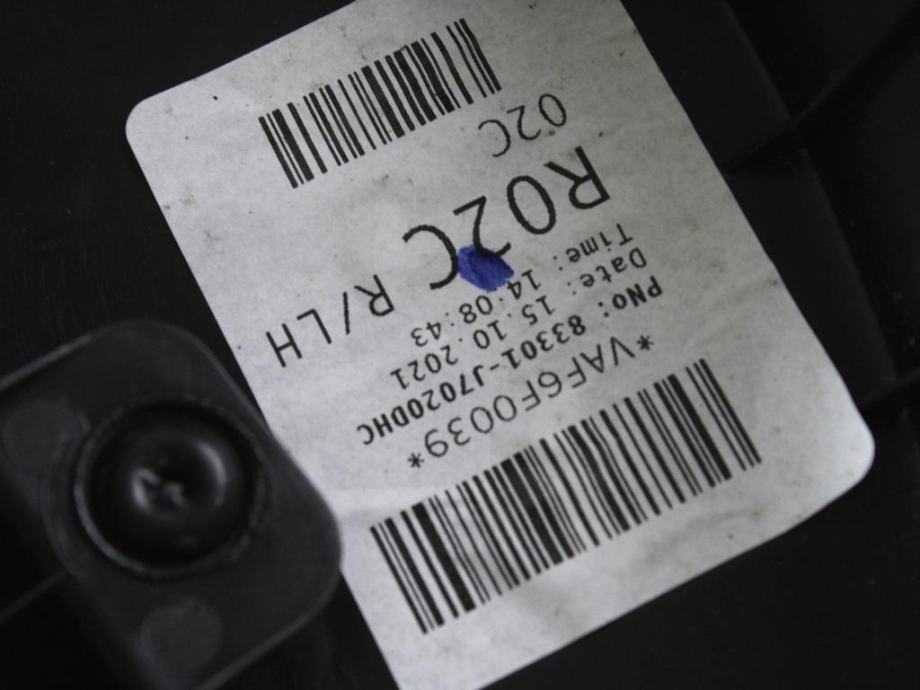 *VAF6F0039*
PNo: 83301-J7020DHC
Date: 15.10.2021
Time: 14:08:43
R02C R/LH
02C